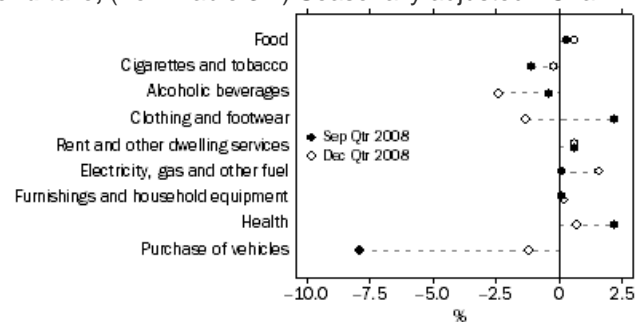 Food
Cigarettes and tobacco
Alcoholic beverages
Clothing and footwear
Rent and other dwelling services
Electricity, gas and other fuel
Furnishings and household equipment
Health
Purchase of vehicles
Sep Qtr 2008
Dec Qtr 2008
−10.0 −7.5 −5.0 −2.5 0 2.5
%